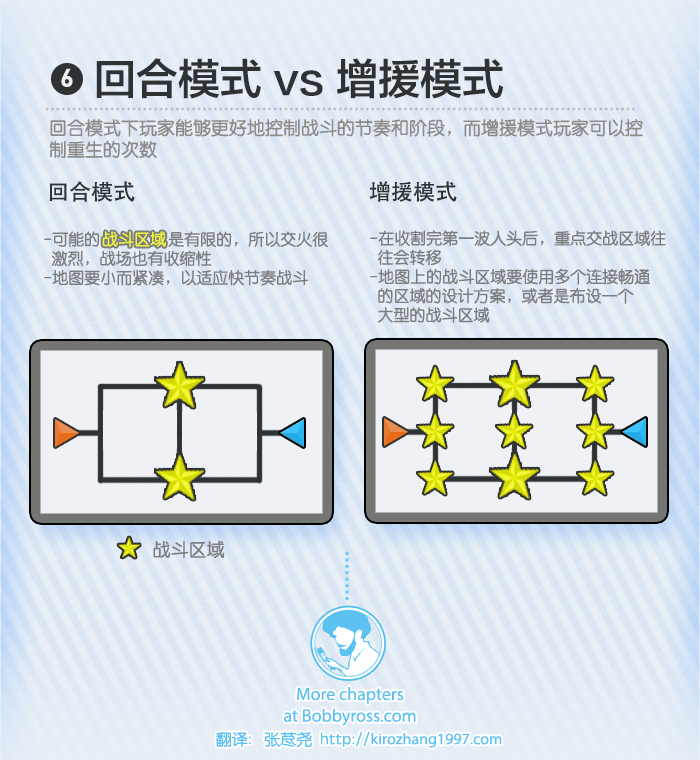 6 回合模式 vs 增援模式
回合模式下玩家能够更好地控制战斗的节奏和阶段，而增援模式玩家可以控
制重生的次数
回合模式
-可能的战斗区域是有限的，所以交火很
激烈，战场也有收缩性
-地图要小而紧凑，以适应快节奏战斗
增援模式
-在收割完第一波人头后，重点交战区域往
往会转移
-地图上的战斗区域要使用多个连接畅通
的区域的设计方案，或者是布设一个
大型的战斗区域
战斗区域
More chapters
at Bobbyross.com
翻译：张荩尧 http://kirozhang1997.com